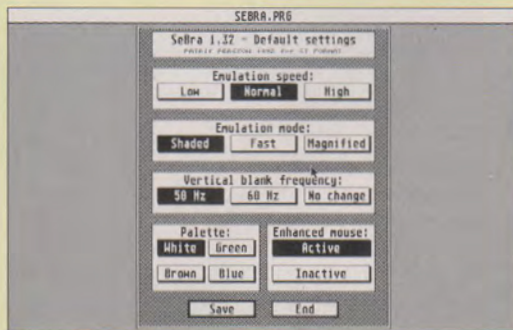 SEBRA.PRG
SeBra 1.32 - Default settings
Emulation speed:
Low Normal High
Emulation mode:
Shaded Fast Magnified
Vertical blank frequency:
50 Hz 60 Hz No change
Palette:
White Green
Brown Blue
Enhanced mouse:
Active
Inactive
Save End